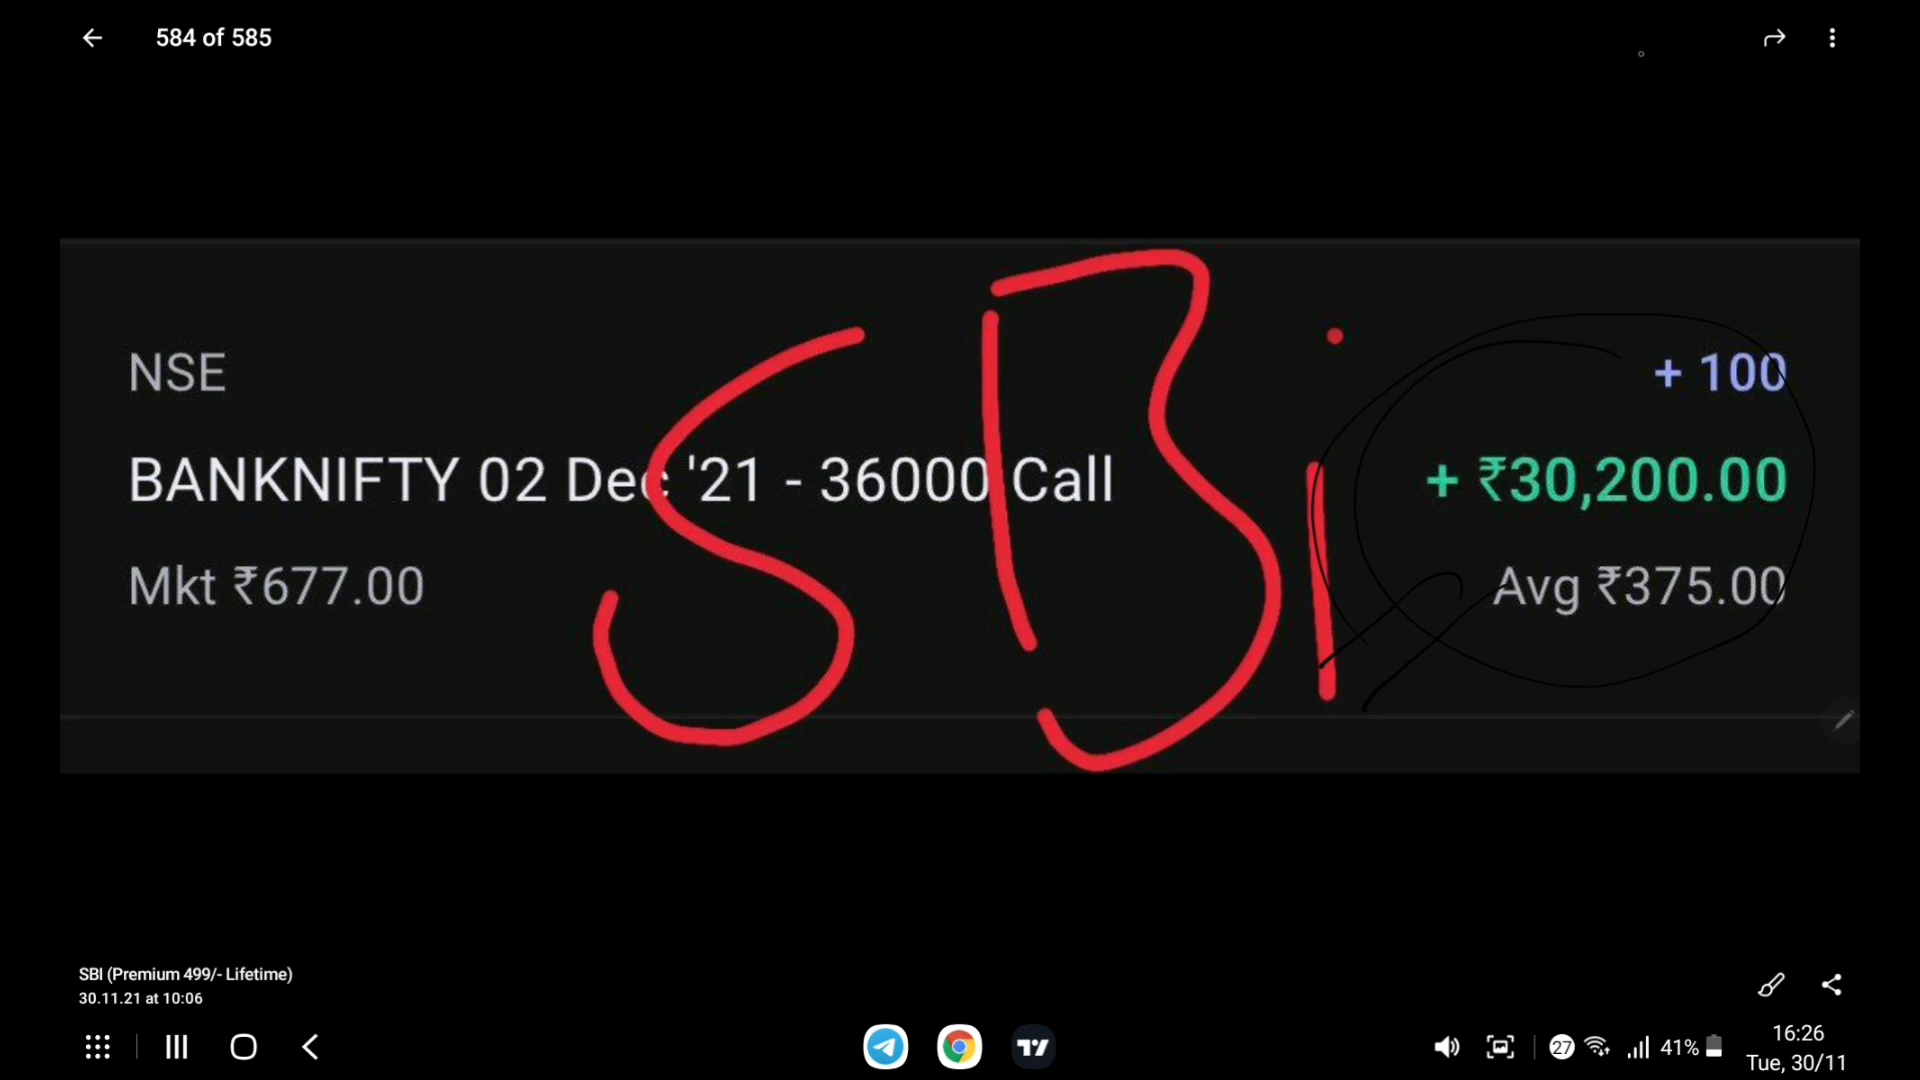 584 of 585
NSE
+ 100
BANKNIFTY 02 Dec '21 - 36000 Call
+ ₹30,200.00
Mkt ₹677.00
Avg ₹375.00
SBi
SBI (Premium 499/- Lifetime)
30.11.21 at 10:06
27
41%
16:26
Tue, 30/11